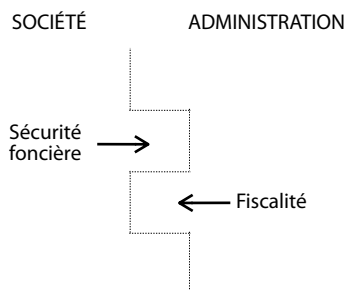 SOCIÉTÉ
ADMINISTRATION
Sécurité
foncière
Fiscalité